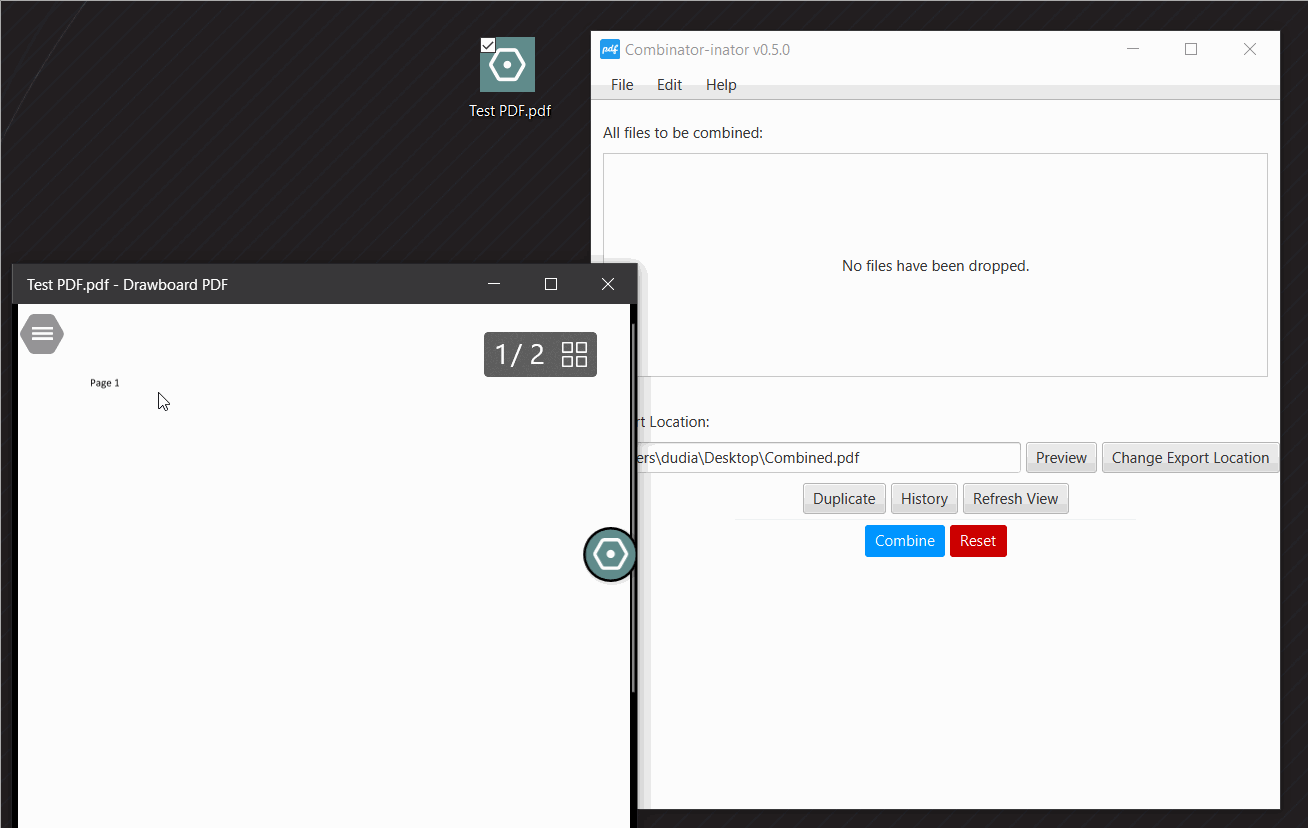 Test PDF.pdf
pdf Combinator-inator v0.5.0
File Edit Help
All files to be combined:
No files have been dropped.
rt Location:
ers\dudia\Desktop\Combined.pdf Preview Change Export Location
Duplicate History Refresh View
Combine Reset
Test PDF.pdf - Drawboard PDF
1/ 2
Page 1